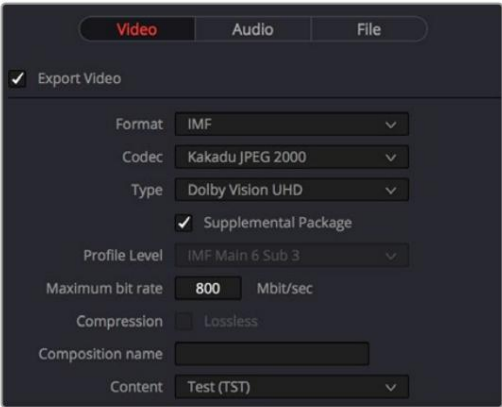 Video Audio File
Export Video
Format IMF
Codec Kakadu JPEG 2000
Type Dolby Vision UHD
Supplemental Package
Profile Level IMF Main 6 Sub 3
Maximum bit rate 800 Mbit/sec
Compression Lossless
Composition name
Content Test (TST)